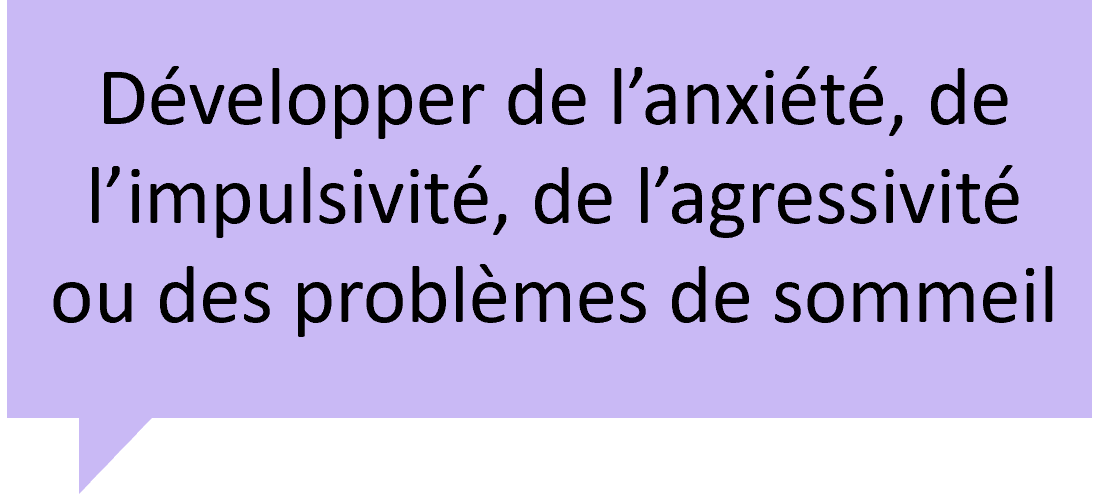 Développer de l’anxiété, de
l’impulsivité, de l’agressivité
ou des problèmes de sommeil